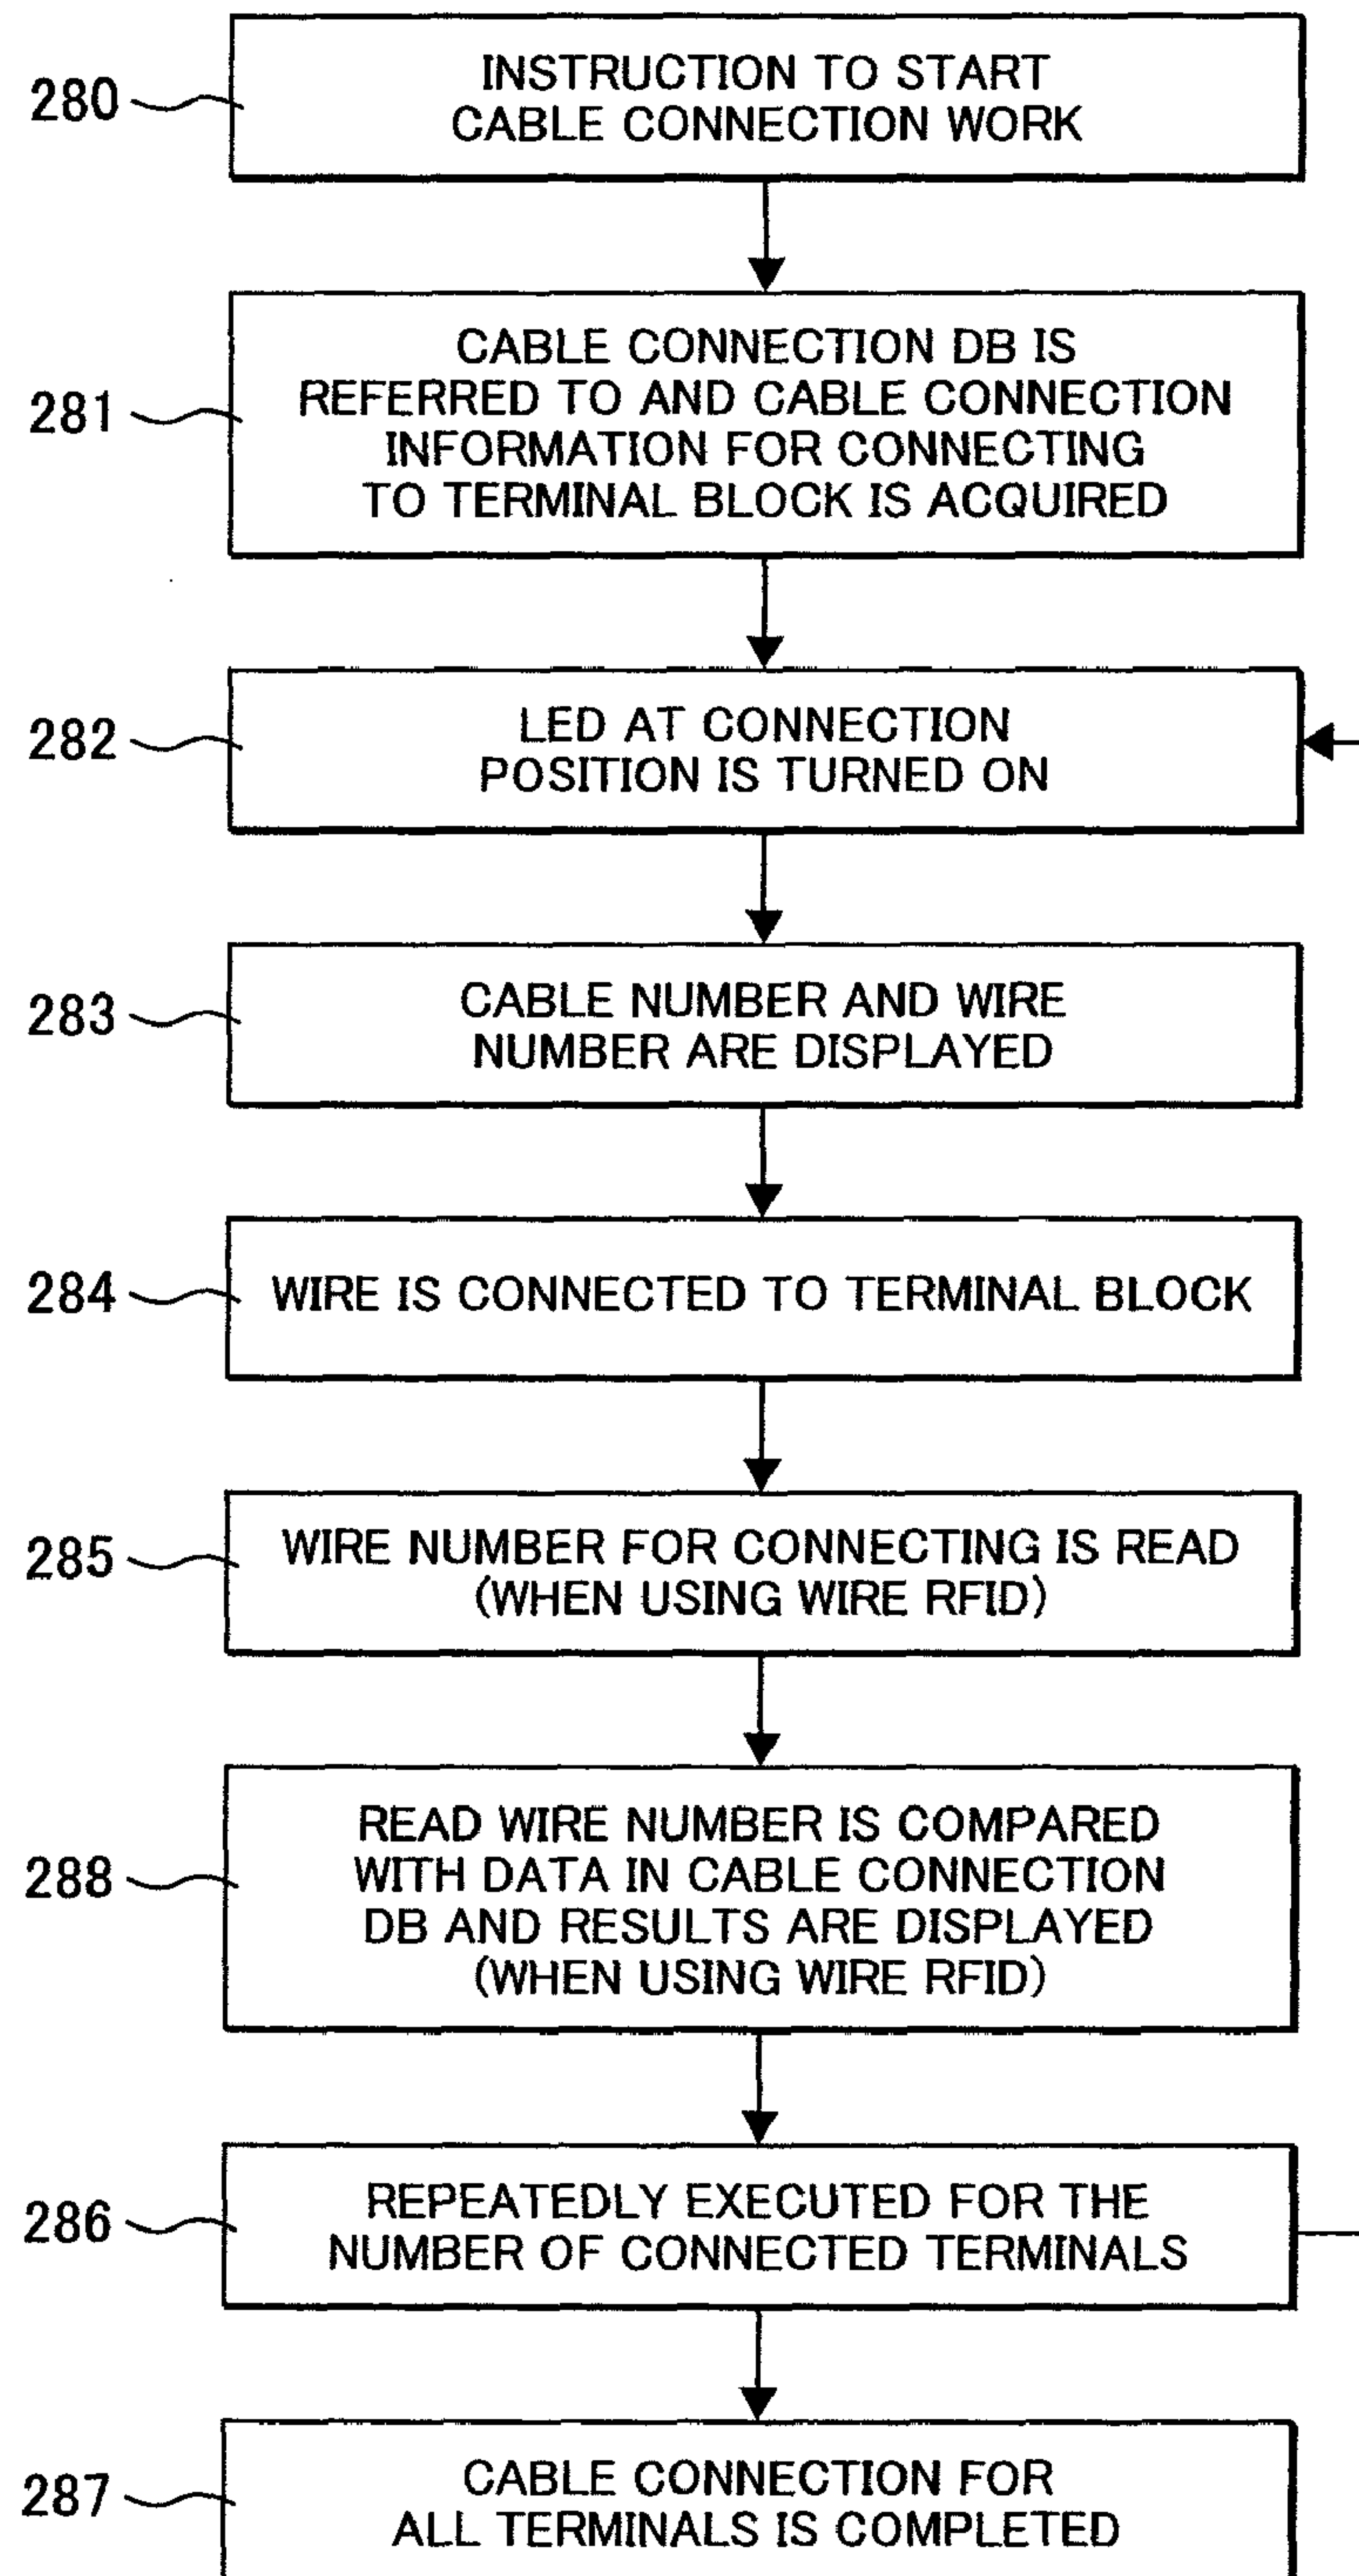 280
INSTRUCTION TO START
CABLE CONNECTION WORK
281
CABLE CONNECTION DB IS
REFERRED TO AND CABLE CONNECTION
INFORMATION FOR CONNECTING
TO TERMINAL BLOCK IS ACQUIRED
282
LED AT CONNECTION
POSITION IS TURNED ON
283
CABLE NUMBER AND WIRE
NUMBER ARE DISPLAYED
284
WIRE IS CONNECTED TO TERMINAL BLOCK
285
WIRE NUMBER FOR CONNECTING IS READ
(WHEN USING WIRE RFID)
288
READ WIRE NUMBER IS COMPARED
WITH DATA IN CABLE CONNECTION
DB AND RESULTS ARE DISPLAYED
(WHEN USING WIRE RFID)
286
REPEATEDLY EXECUTED FOR THE
NUMBER OF CONNECTED TERMINALS
287
CABLE CONNECTION FOR
ALL TERMINALS IS COMPLETED